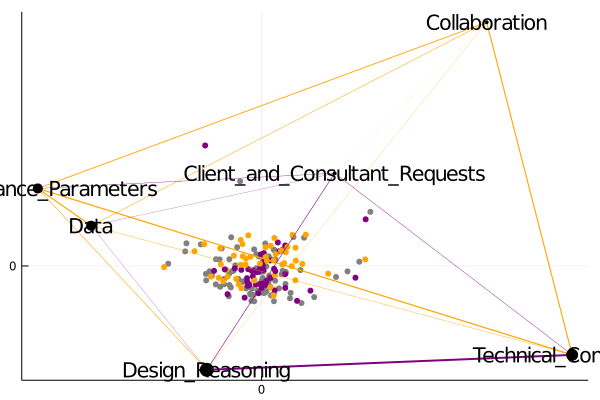 Collaboration
Client_and_Consultant_Requests
ance_Parameters
Data
0
Technical_Con
Design_Reasoning
0